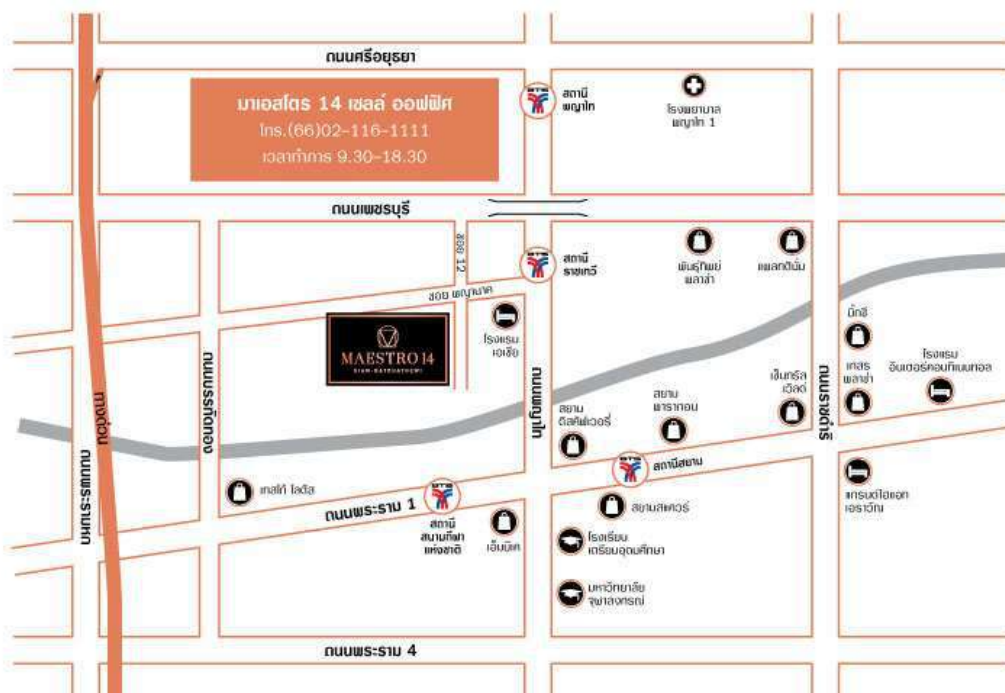 ถนนศรีอยุธยา
มาเอสโตร 14 เซลล์ ออฟฟิศ
โทร.(66)02-116-1111
เวลาทำการ 9.30-18.30
BTS
สถานี
พญาไท
โรงพยาบาล
พญาไท 1
ถนนเพชรบุรี
ซอย 12
BTS
สถานี
ราชเทวี
พันธุ์ทิพย์
พลาซ่า
แพลทตินัม
ซอย พญานาค
โรงแรม
เอเชีย
MAESTRO 14
SIAM-RATCHATHEWI
บิ๊กซี
เกสร
พลาซ่า
โรงแรม
อินเตอร์คอนทิเนนทอล
เซ็นทรัล
เวิลด์
สยาม
พารากอน
สยาม
ดิสคัฟเวอรี่
ถนนพญาไท
ถนนราชดำริ
ถนนบรรทัดทอง
ทางด่วน
ถนนพระรามหก
เทสโก้ โลตัส
BTS
สถานีสยาม
แกรนด์ไฮแอท
เอราวัณ
ถนนพระราม 1
BTS
สถานี
สนามกีฬา
แห่งชาติ
เอ็มบีเค
สยามสแควร์
โรงเรียน
เตรียมอุดมศึกษา
มหาวิทยาลัย
จุฬาลงกรณ์
ถนนพระราม 4